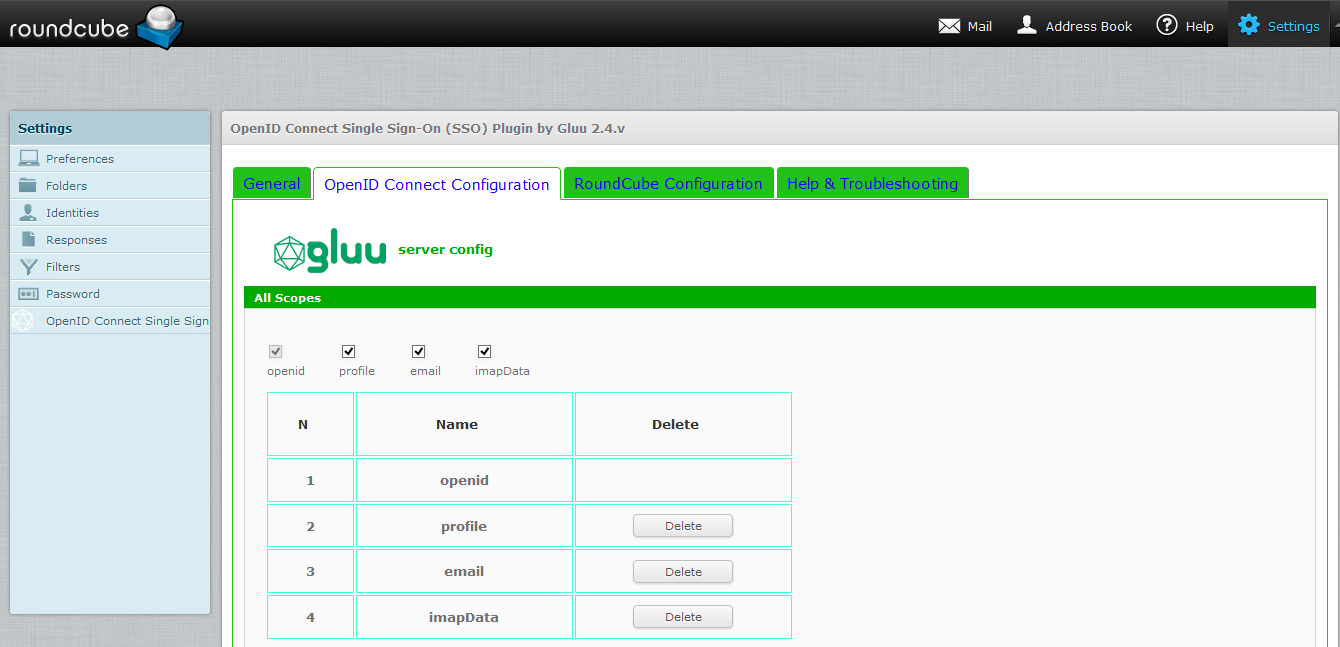 roundcube
Mail
Address Book
Help
Settings
Settings
Preferences
Folders
Identities
Responses
Filters
Password
OpenID Connect Single Sign
OpenID Connect Single Sign-On (SSO) Plugin by Gluu 2.4.v
General
OpenID Connect Configuration
RoundCube Configuration
Help & Troubleshooting
gluu server config
All Scopes
openid profile email imapData
N Name Delete
1 openid
2 profile Delete
3 email Delete
4 imapData Delete